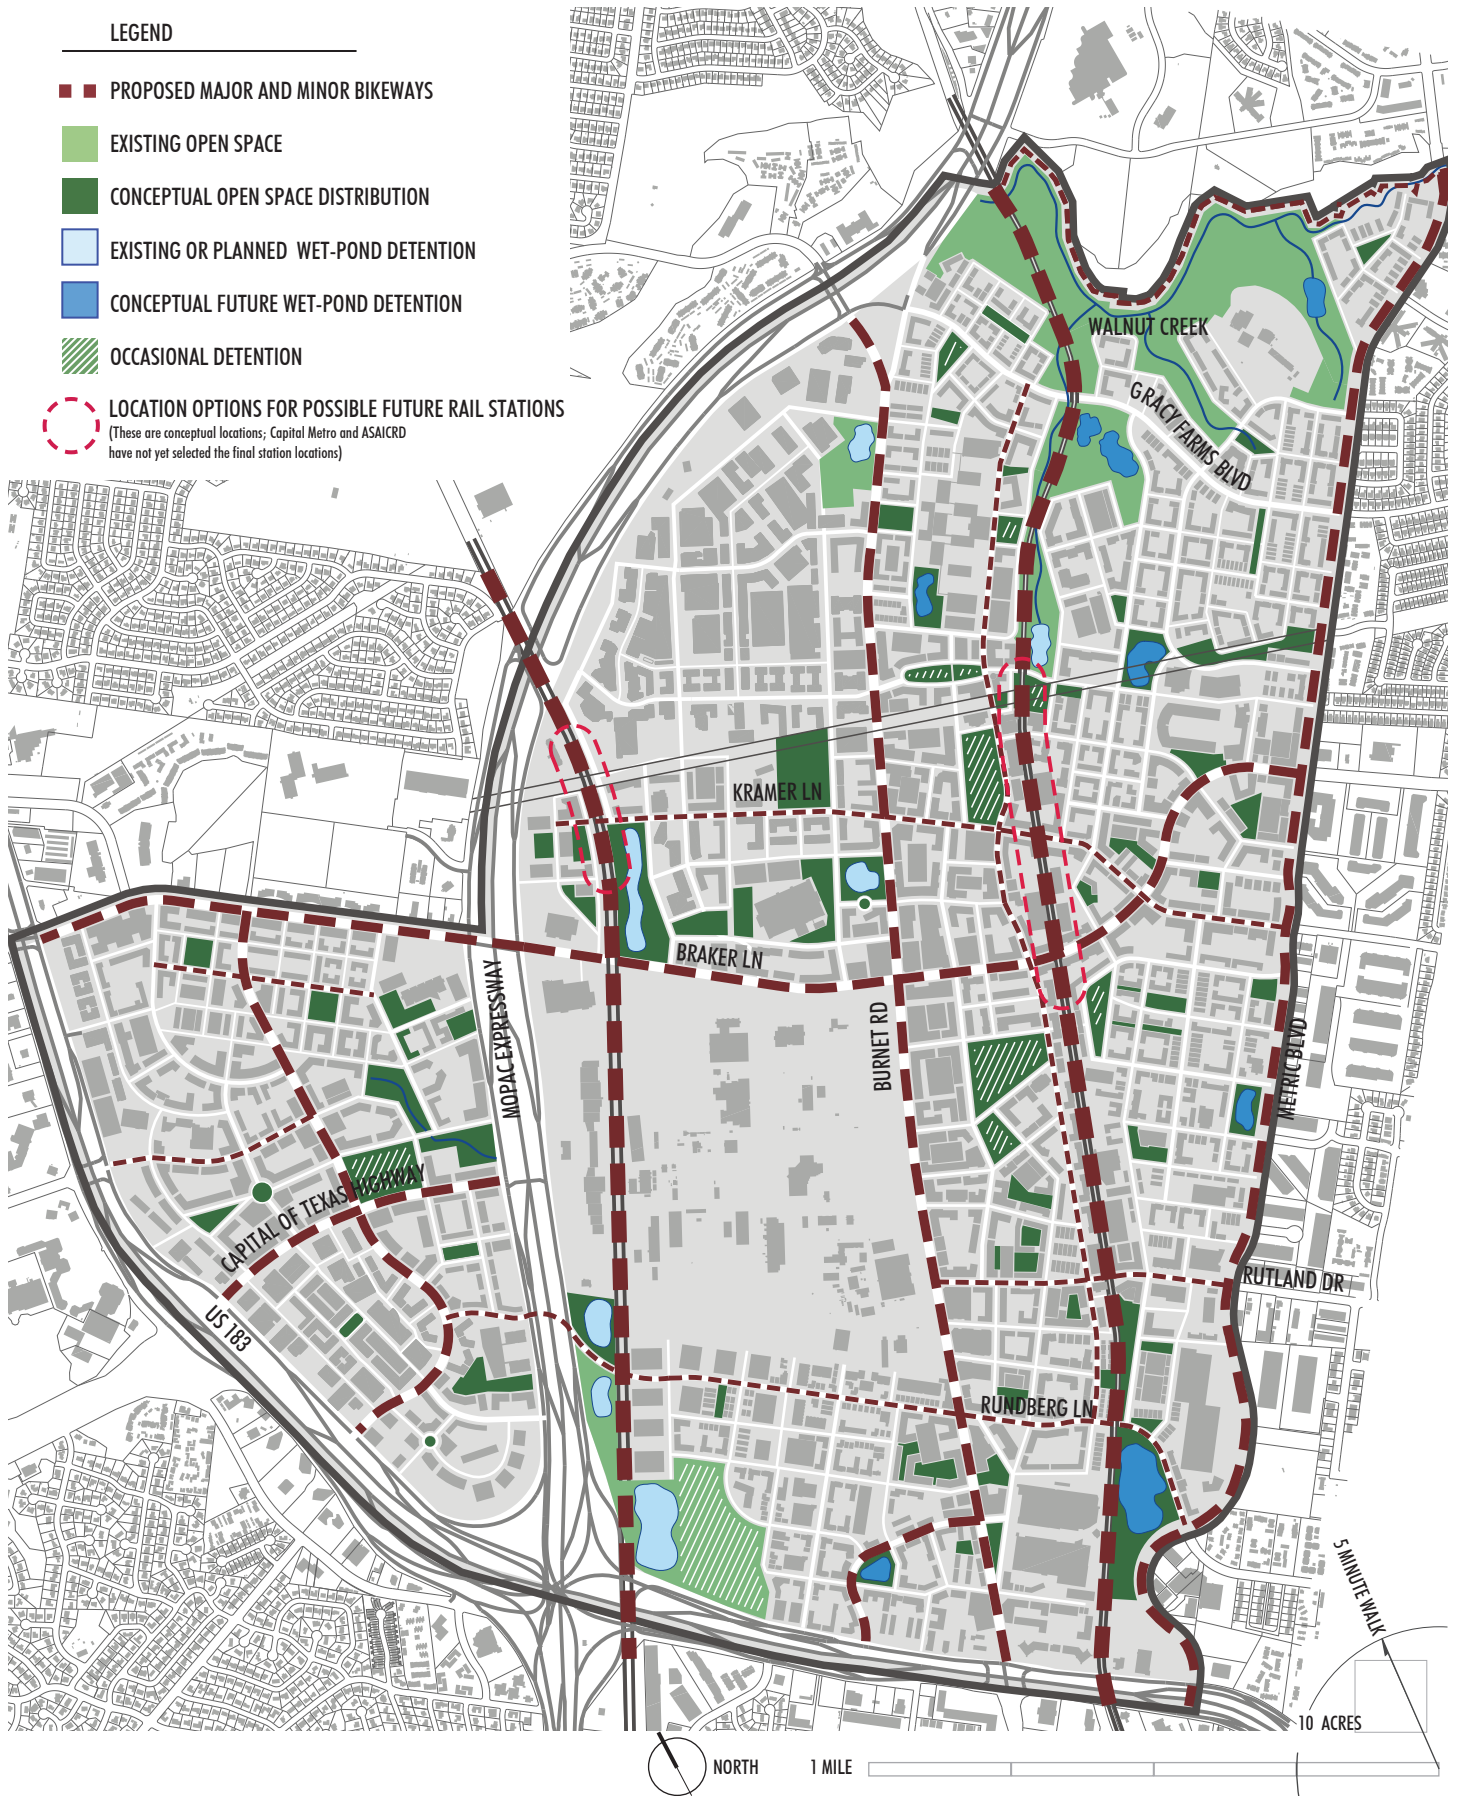 LEGEND
PROPOSED MAJOR AND MINOR BIKEWAYS
EXISTING OPEN SPACE
CONCEPTUAL OPEN SPACE DISTRIBUTION
EXISTING OR PLANNED WET-POND DETENTION
CONCEPTUAL FUTURE WET-POND DETENTION
OCCASIONAL DETENTION
LOCATION OPTIONS FOR POSSIBLE FUTURE RAIL STATIONS
(These are conceptual locations; Capital Metro and ASAICRD
have not yet selected the final station locations)
WALNUT CREEK
GRACY FARMS BLVD
KRAMER LN
BRAKER LN
MOPAC EXPRESSWAY
BURNET RD
METRIC BLVD
CAPITAL OF TEXAS HIGHWAY
US 183
RUTLAND DR
RUNDBERG LN
5 MINUTE WALK
10 ACRES
NORTH
1 MILE